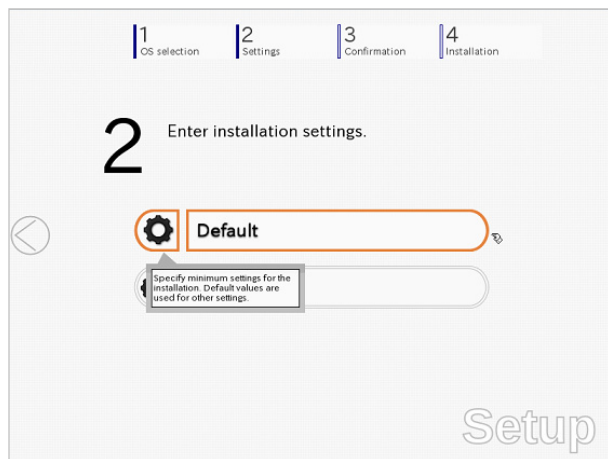 1
OS selection
2
Settings
3
Confirmation
4
Installation
2
Enter installation settings.
Default
Specify minimum settings for the
installation. Default values are
used for other settings.
Setup